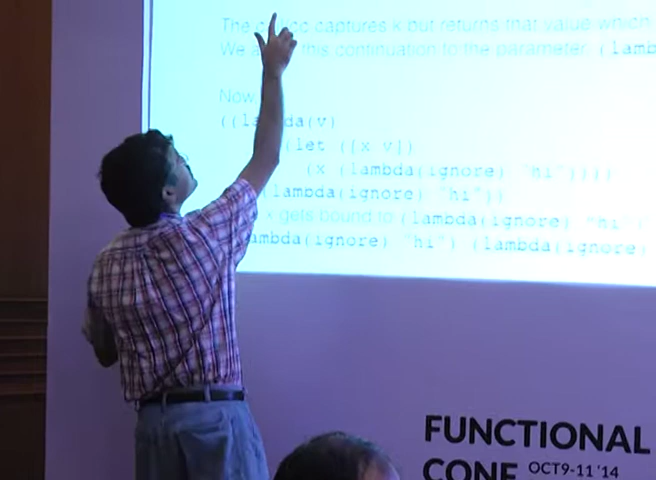 The call/cc captures k but returns that value which
We a this continuation to the parameter. (lamb
Now
((lambda(v)
(let ([x v])
(x (lambda(ignore) "hi"))))
lambda(ignore) "hi"))
x gets bound to (lambda(ignore) "hi")
lambda(ignore) "hi") (lambda(ignore)
FUNCTIONAL
CONF OCT9-11'14